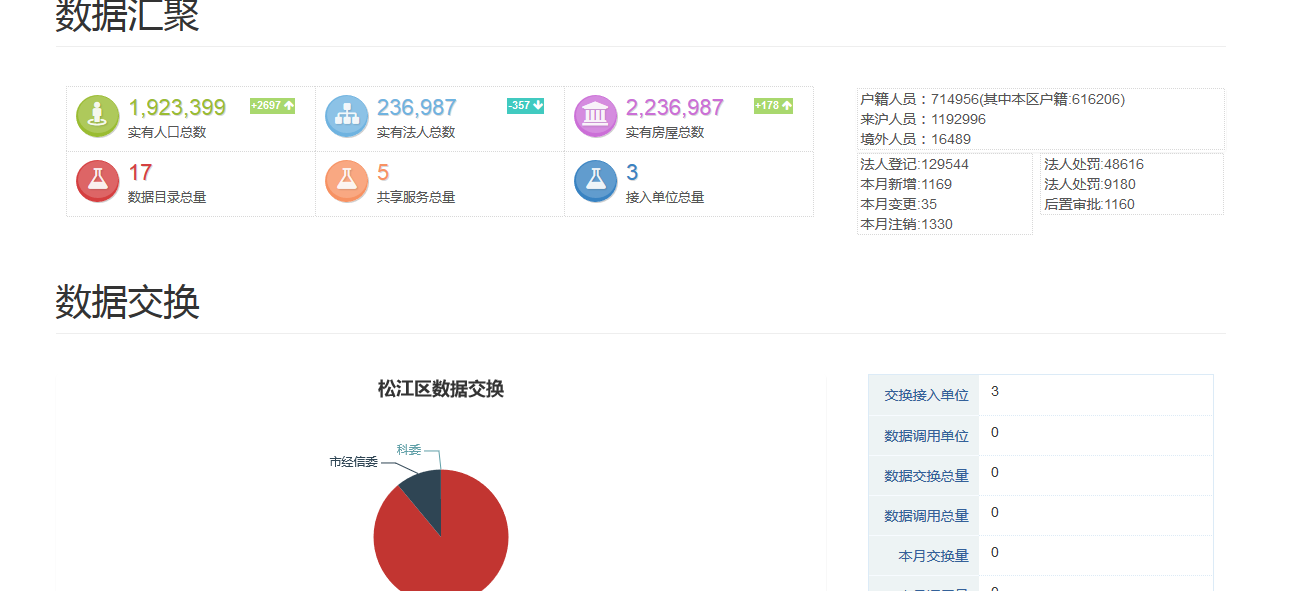 数据汇聚
1,923,399
+2697
实有人口总数
236,987
-357
实有法人总数
2,236,987
+178
实有房屋总数
17
数据目录总量
5
共享服务总量
3
接入单位总量
户籍人员：714956(其中本区户籍:616206)
来沪人员：1192996
境外人员：16489
法人登记:129544
本月新增:1169
本月变更:35
本月注销:1330
法人处罚:48616
法人处罚:9180
后置审批:1160
数据交换
松江区数据交换
科委
市经信委
交换接入单位 3
数据调用单位 0
数据交换总量 0
数据调用总量 0
本月交换量 0